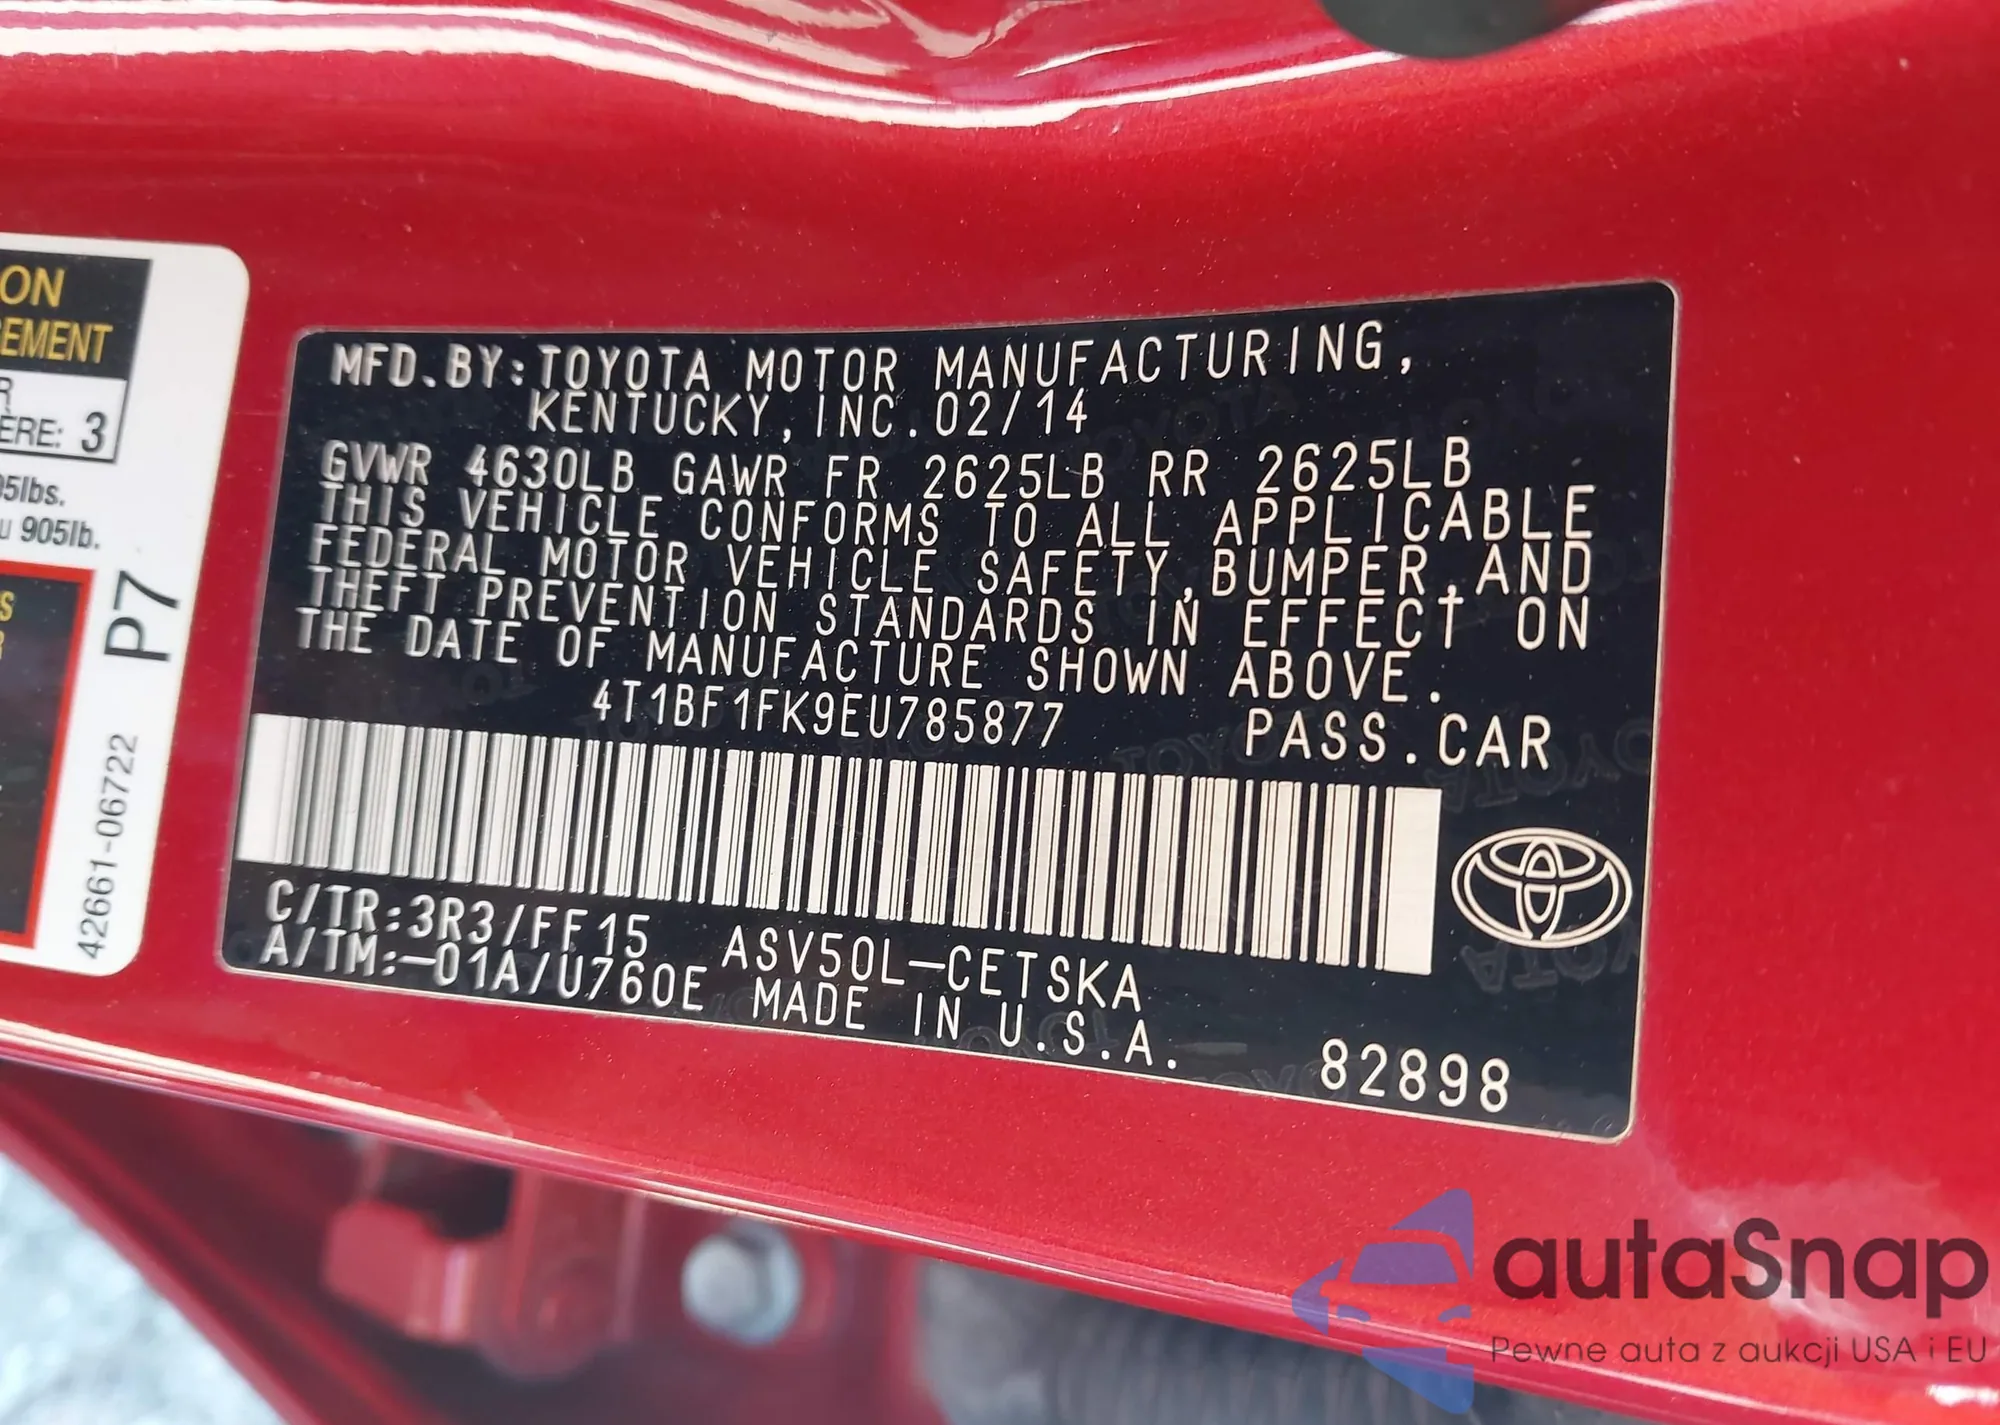 ON
EMENT
R
ERE: 3
5lbs.
u 905lb.
S
R
P7
42661-06722
MFD.BY:TOYOTA MOTOR MANUFACTURING,
KENTUCKY,INC.02/14
GVWR 4630LB GAWR FR 2625LB RR 2625LB
THIS VEHICLE CONFORMS TO ALL APPLICABLE
FEDERAL MOTOR VEHICLE SAFETY,BUMPER,AND
THEFT PREVENTION STANDARDS IN EFFECT ON
THE DATE OF MANUFACTURE SHOWN ABOVE.
4T1BF1FK9EU785877 PASS.CAR
C/TR:3R3/FF15 ASV50L-CETSKA
A/TM:-01A/U760E MADE IN U.S.A.
82898
autaSnap
Pewne auta z aukcji USA i EU